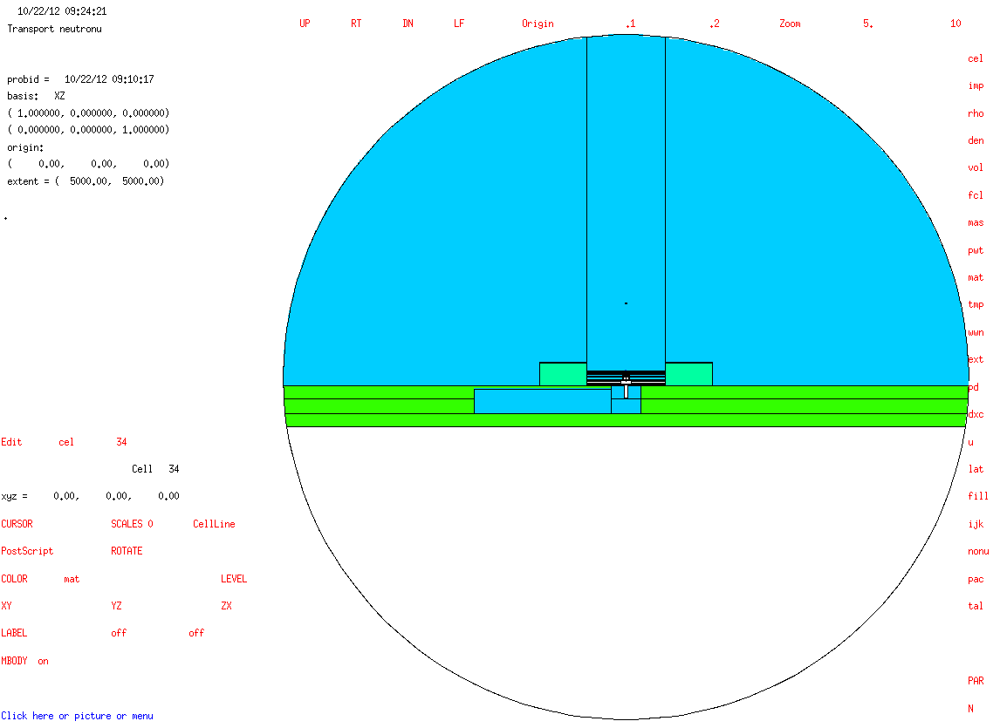 10/22/12 09:24:21
Transport neutronu
UP RT DN LF Origin .1 .2 Zoom 5. 10
probid = 10/22/12 09:10:17
basis: XZ
( 1.000000, 0.000000, 0.000000)
( 0.000000, 0.000000, 1.000000)
origin:
( 0.00, 0.00, 0.00)
extent = ( 5000.00, 5000.00)
cel
imp
rho
den
vol
fcl
mas
pwt
mat
tmp
wwn
ext
pd
dxc
u
lat
fill
ijk
nonu
pac
tal
PAR
N
Edit cel 34
Cell 34
xyz = 0.00, 0.00, 0.00
CURSOR SCALES 0 CellLine
PostScript ROTATE
COLOR mat LEVEL
XY YZ ZX
LABEL off off
MBODY on
Click here or picture or menu